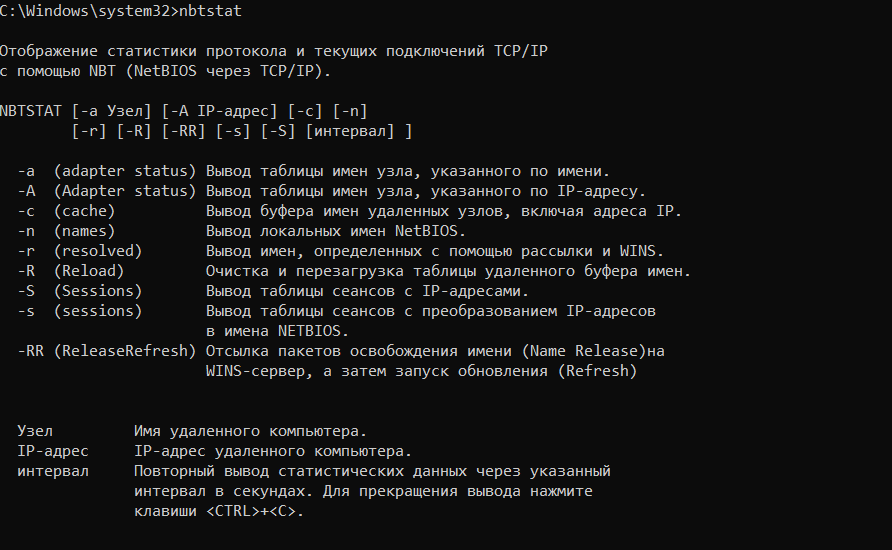 C:\Windows\system32>nbtstat
Отображение статистики протокола и текущих подключений TCP/IP
с помощью NBT (NetBIOS через TCP/IP).
NBTSTAT [-a Узел] [-A IP-адрес] [-c] [-n]
[-r] [-R] [-RR] [-s] [-S] [интервал] ]
-a (adapter status) Вывод таблицы имен узла, указанного по имени.
-A (Adapter status) Вывод таблицы имен узла, указанного по IP-адресу.
-c (cache) Вывод буфера имен удаленных узлов, включая адреса IP.
-n (names) Вывод локальных имен NetBIOS.
-r (resolved) Вывод имен, определенных с помощью рассылки и WINS.
-R (Reload) Очистка и перезагрузка таблицы удаленного буфера имен.
-S (Sessions) Вывод таблицы сеансов с IP-адресами.
-s (sessions) Вывод таблицы сеансов с преобразованием IP-адресов
в имена NETBIOS.
-RR (ReleaseRefresh) Отсылка пакетов освобождения имени (Name Release)на
WINS-сервер, а затем запуск обновления (Refresh)
Узел Имя удаленного компьютера.
IP-адрес IP-адрес удаленного компьютера.
интервал Повторный вывод статистических данных через указанный
интервал в секундах. Для прекращения вывода нажмите
клавиши <CTRL>+<C>.